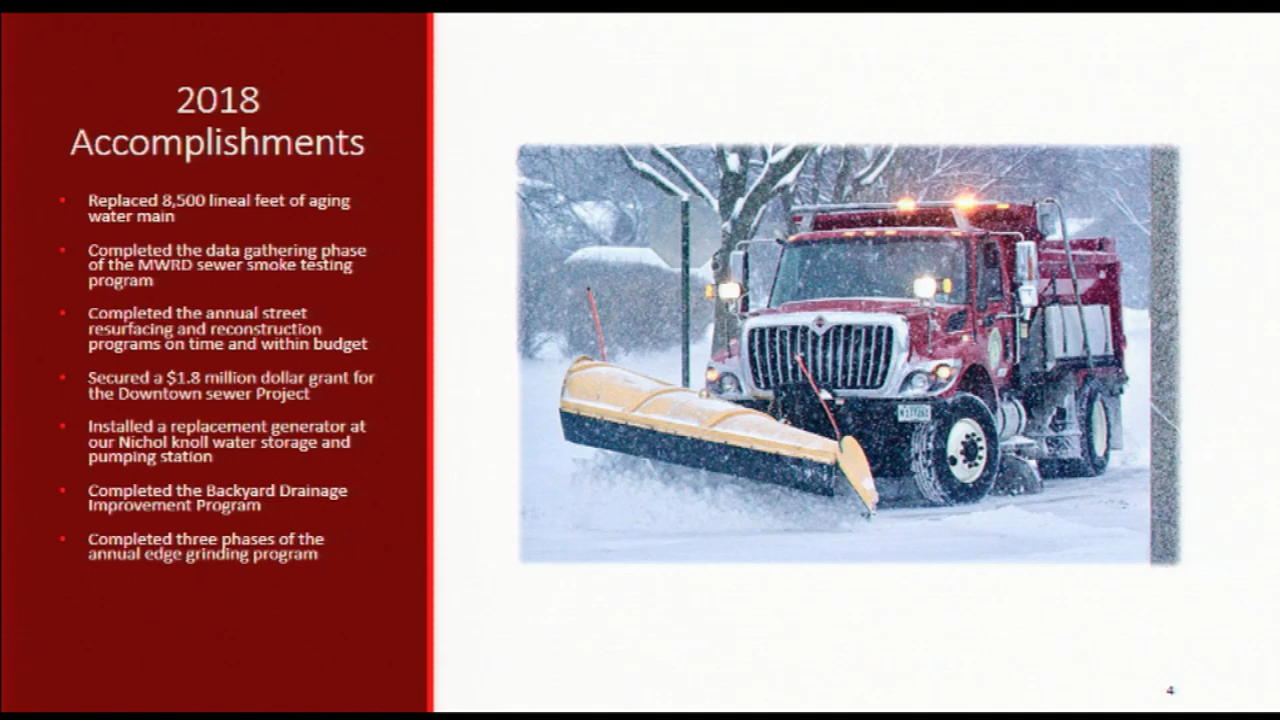 2018
Accomplishments
• Replaced 8,500 lineal feet of aging
water main
• Completed the data gathering phase
of the MWRD sewer smoke testing
program
• Completed the annual street
resurfacing and reconstruction
programs on time and within budget
• Secured a $1.8 million dollar grant for
the Downtown sewer Project
• Installed a replacement generator at
our Nichol knoll water storage and
pumping station
• Completed the Backyard Drainage
Improvement Program
• Completed three phases of the
annual edge grinding program
4